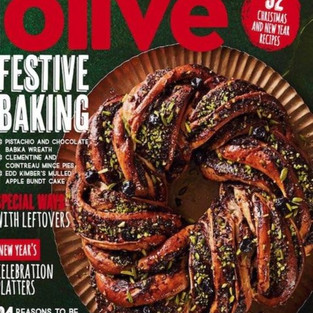 olive
CHRISTMAS
AND NEW YEAR
RECIPES
FESTIVE
BAKING
PISTACHIO AND CHOCOLATE
BABKA WREATH
CLEMENTINE AND
COINTREAU MINCE PIES
EDD KIMBER'S MULLED
APPLE BUNDT CAKE
SPECIAL WAYS
WITH LEFTOVERS
NEW YEAR'S
CELEBRATION
PLATTERS
REASONS TO BE